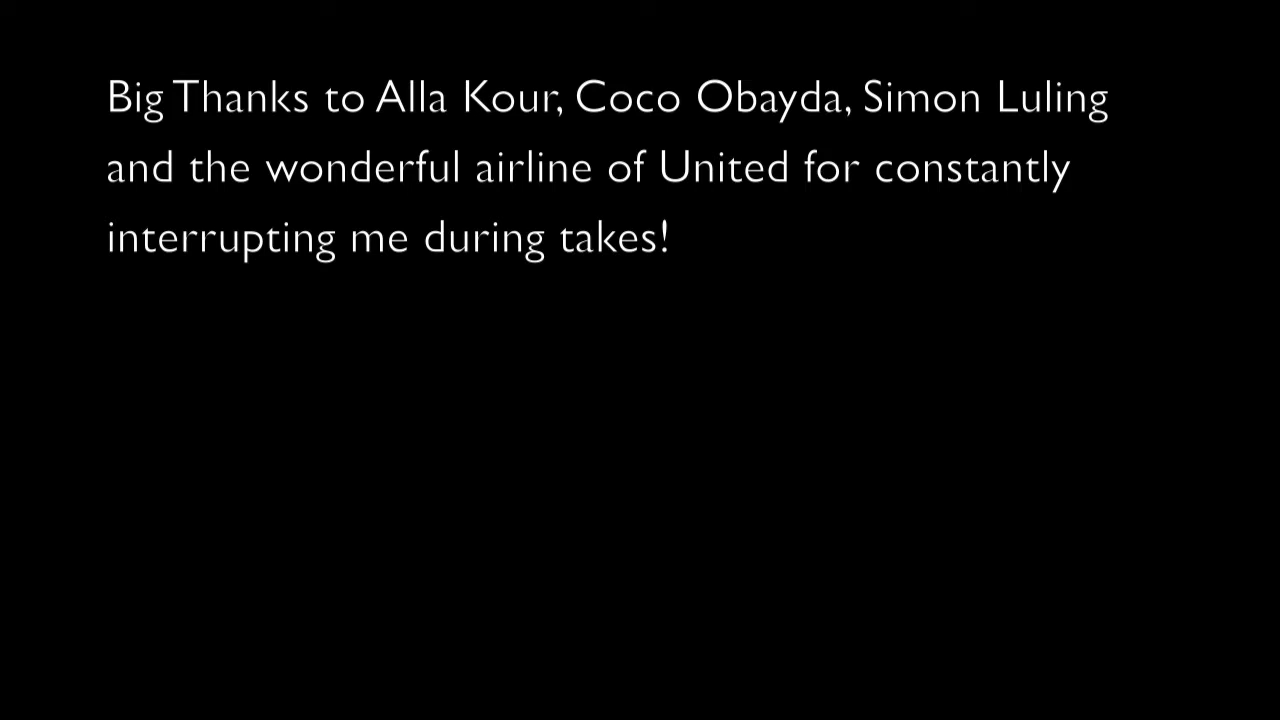 Big Thanks to Alla Kour, Coco Obayda, Simon Luling
and the wonderful airline of United for constantly
interrupting me during takes!